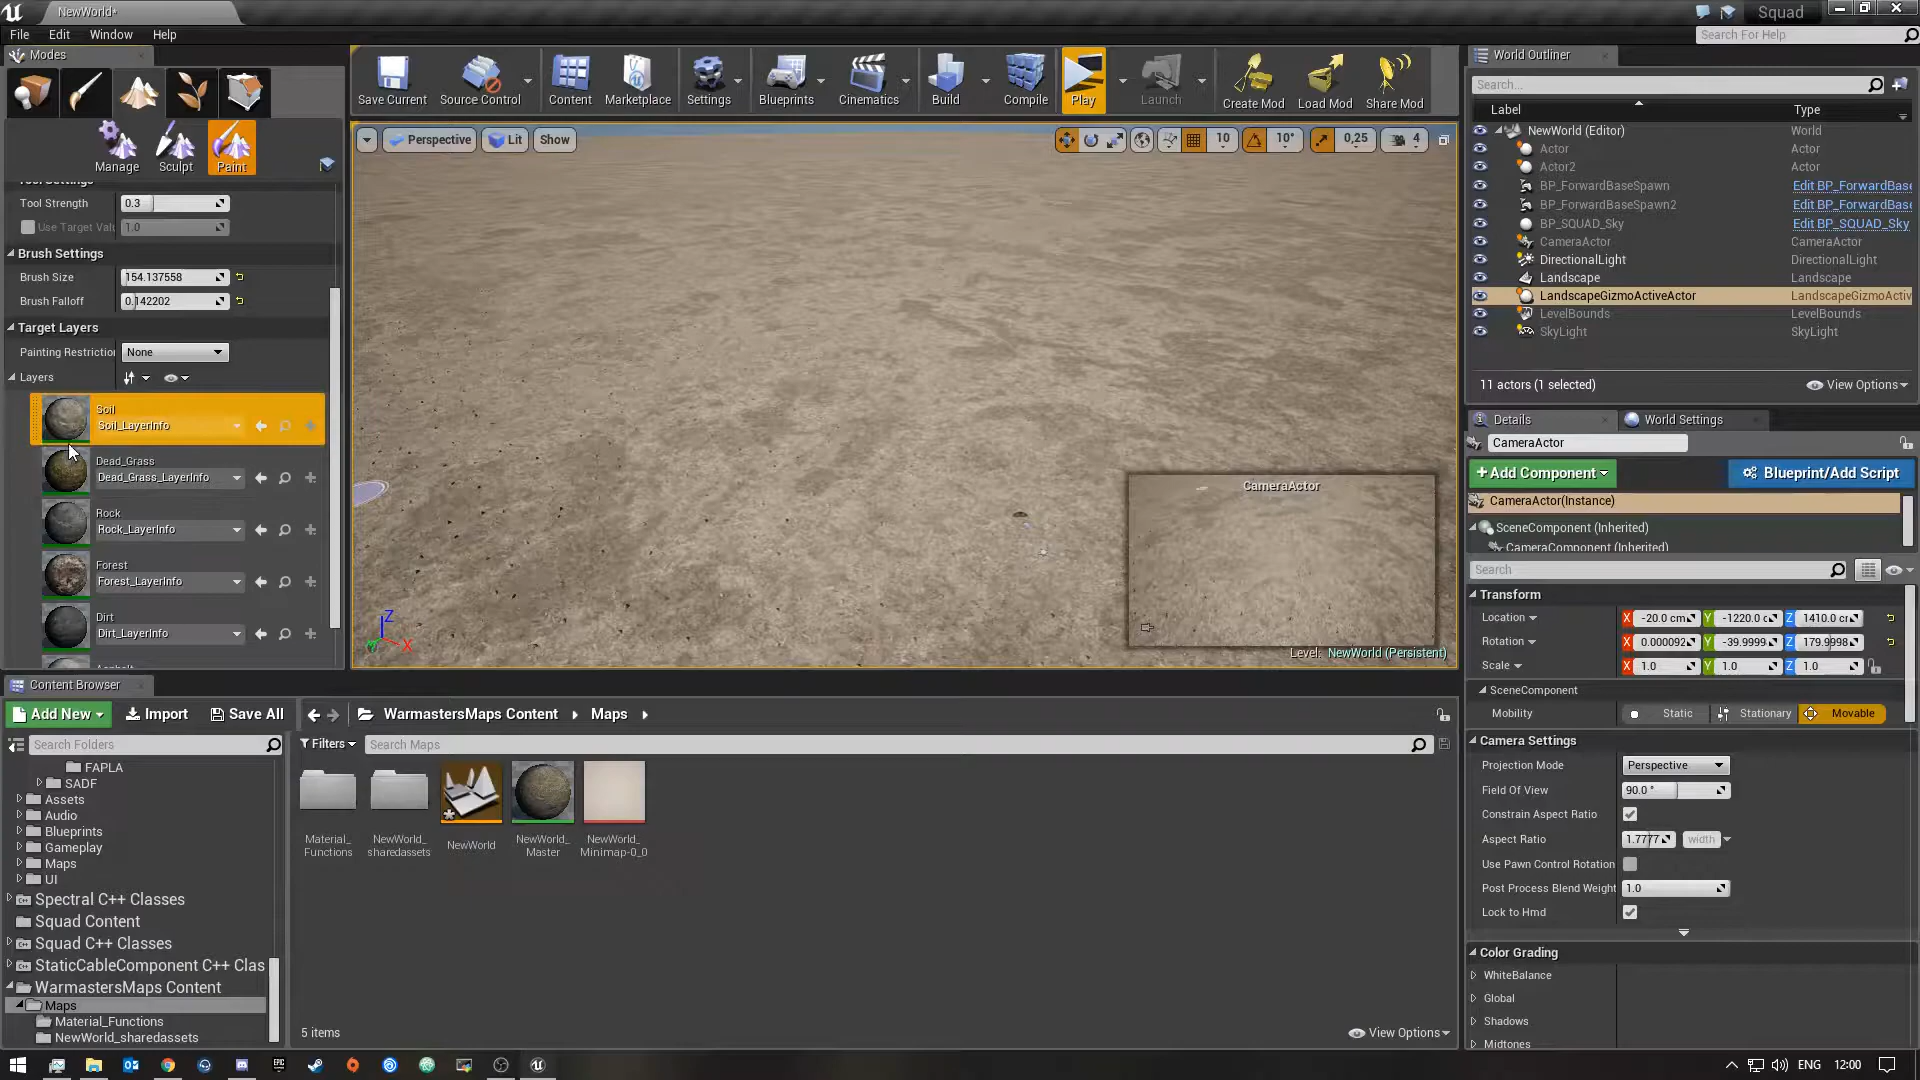 NewWorld*
Squad
File Edit Window Help
Search For Help
Modes
Save Current Source Control Content Marketplace Settings Blueprints Cinematics Build Compile Play Launch Create Mod Load Mod Share Mod
Manage Sculpt Paint
Tool Settings
Tool Strength 0.3
Use Target Valu 1.0
Brush Settings
Brush Size 154.137558
Brush Falloff 0.142202
Target Layers
Painting Restriction None
Layers
Soil
Soil_LayerInfo
Dead_Grass
Dead_Grass_LayerInfo
Rock
Rock_LayerInfo
Forest
Forest_LayerInfo
Dirt
Dirt_LayerInfo
Asphalt
Perspective Lit Show
10 10° 0,25 4
CameraActor
Z
X
Y
Level: NewWorld (Persistent)
World Outliner
Search...
Label Type
NewWorld (Editor) World
Actor Actor
Actor2 Actor
BP_ForwardBaseSpawn Edit BP_ForwardBase
BP_ForwardBaseSpawn2 Edit BP_ForwardBase
BP_SQUAD_Sky Edit BP_SQUAD_Sky
CameraActor CameraActor
DirectionalLight DirectionalLight
Landscape Landscape
LandscapeGizmoActiveActor LandscapeGizmoActiv
LevelBounds LevelBounds
SkyLight SkyLight
11 actors (1 selected) View Options
Details World Settings
CameraActor
+Add Component Blueprint/Add Script
CameraActor(Instance)
SceneComponent (Inherited)
CameraComponent (Inherited)
Search
Transform
Location X -20.0 cm Y -1220.0 c Z 1410.0 cm
Rotation X 0.000092 Y -39.9999 Z 179.9998
Scale X 1.0 Y 1.0 Z 1.0
SceneComponent
Mobility Static Stationary Movable
Camera Settings
Projection Mode Perspective
Field Of View 90.0 °
Constrain Aspect Ratio
Aspect Ratio 1.7777 width
Use Pawn Control Rotation
Post Process Blend Weight 1.0
Lock to Hmd
Color Grading
WhiteBalance
Global
Shadows
Midtones
Content Browser
Add New Import Save All WarmastersMaps Content Maps
Search Folders
Filters Search Maps
FAPLA
SADF
Assets
Audio
Blueprints
Gameplay
Maps
UI
Spectral C++ Classes
Squad Content
Squad C++ Classes
StaticCableComponent C++ Clas
WarmastersMaps Content
Maps
Material_Functions
NewWorld_sharedassets
Material_
Functions
NewWorld_
sharedassets
NewWorld
NewWorld_
Master
NewWorld_
Minimap-0_0
5 items View Options
EPIC
ENG 12:00